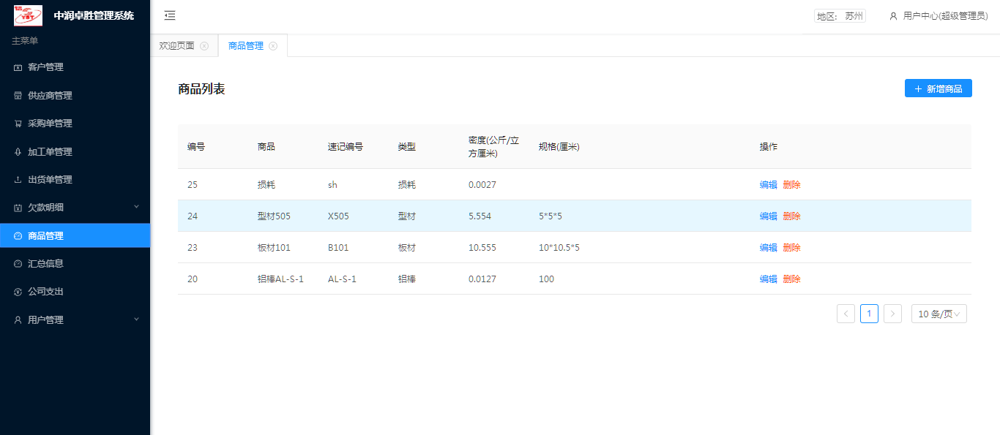 中润卓胜管理系统
地区: 苏州
用户中心(超级管理员)
主菜单
欢迎页面
商品管理
客户管理
供应商管理
采购单管理
加工单管理
出货单管理
欠款明细
商品管理
汇总信息
公司支出
用户管理
商品列表
+ 新增商品
编号 商品 速记编号 类型 密度(公斤/立方厘米) 规格(厘米) 操作
25 损耗 sh 损耗 0.0027 编辑 删除
24 型材505 X505 型材 5.554 5*5*5 编辑 删除
23 板材101 B101 板材 10.555 10*10.5*5 编辑 删除
20 铝棒AL-S-1 AL-S-1 铝棒 0.0127 100 编辑 删除
1
10 条/页